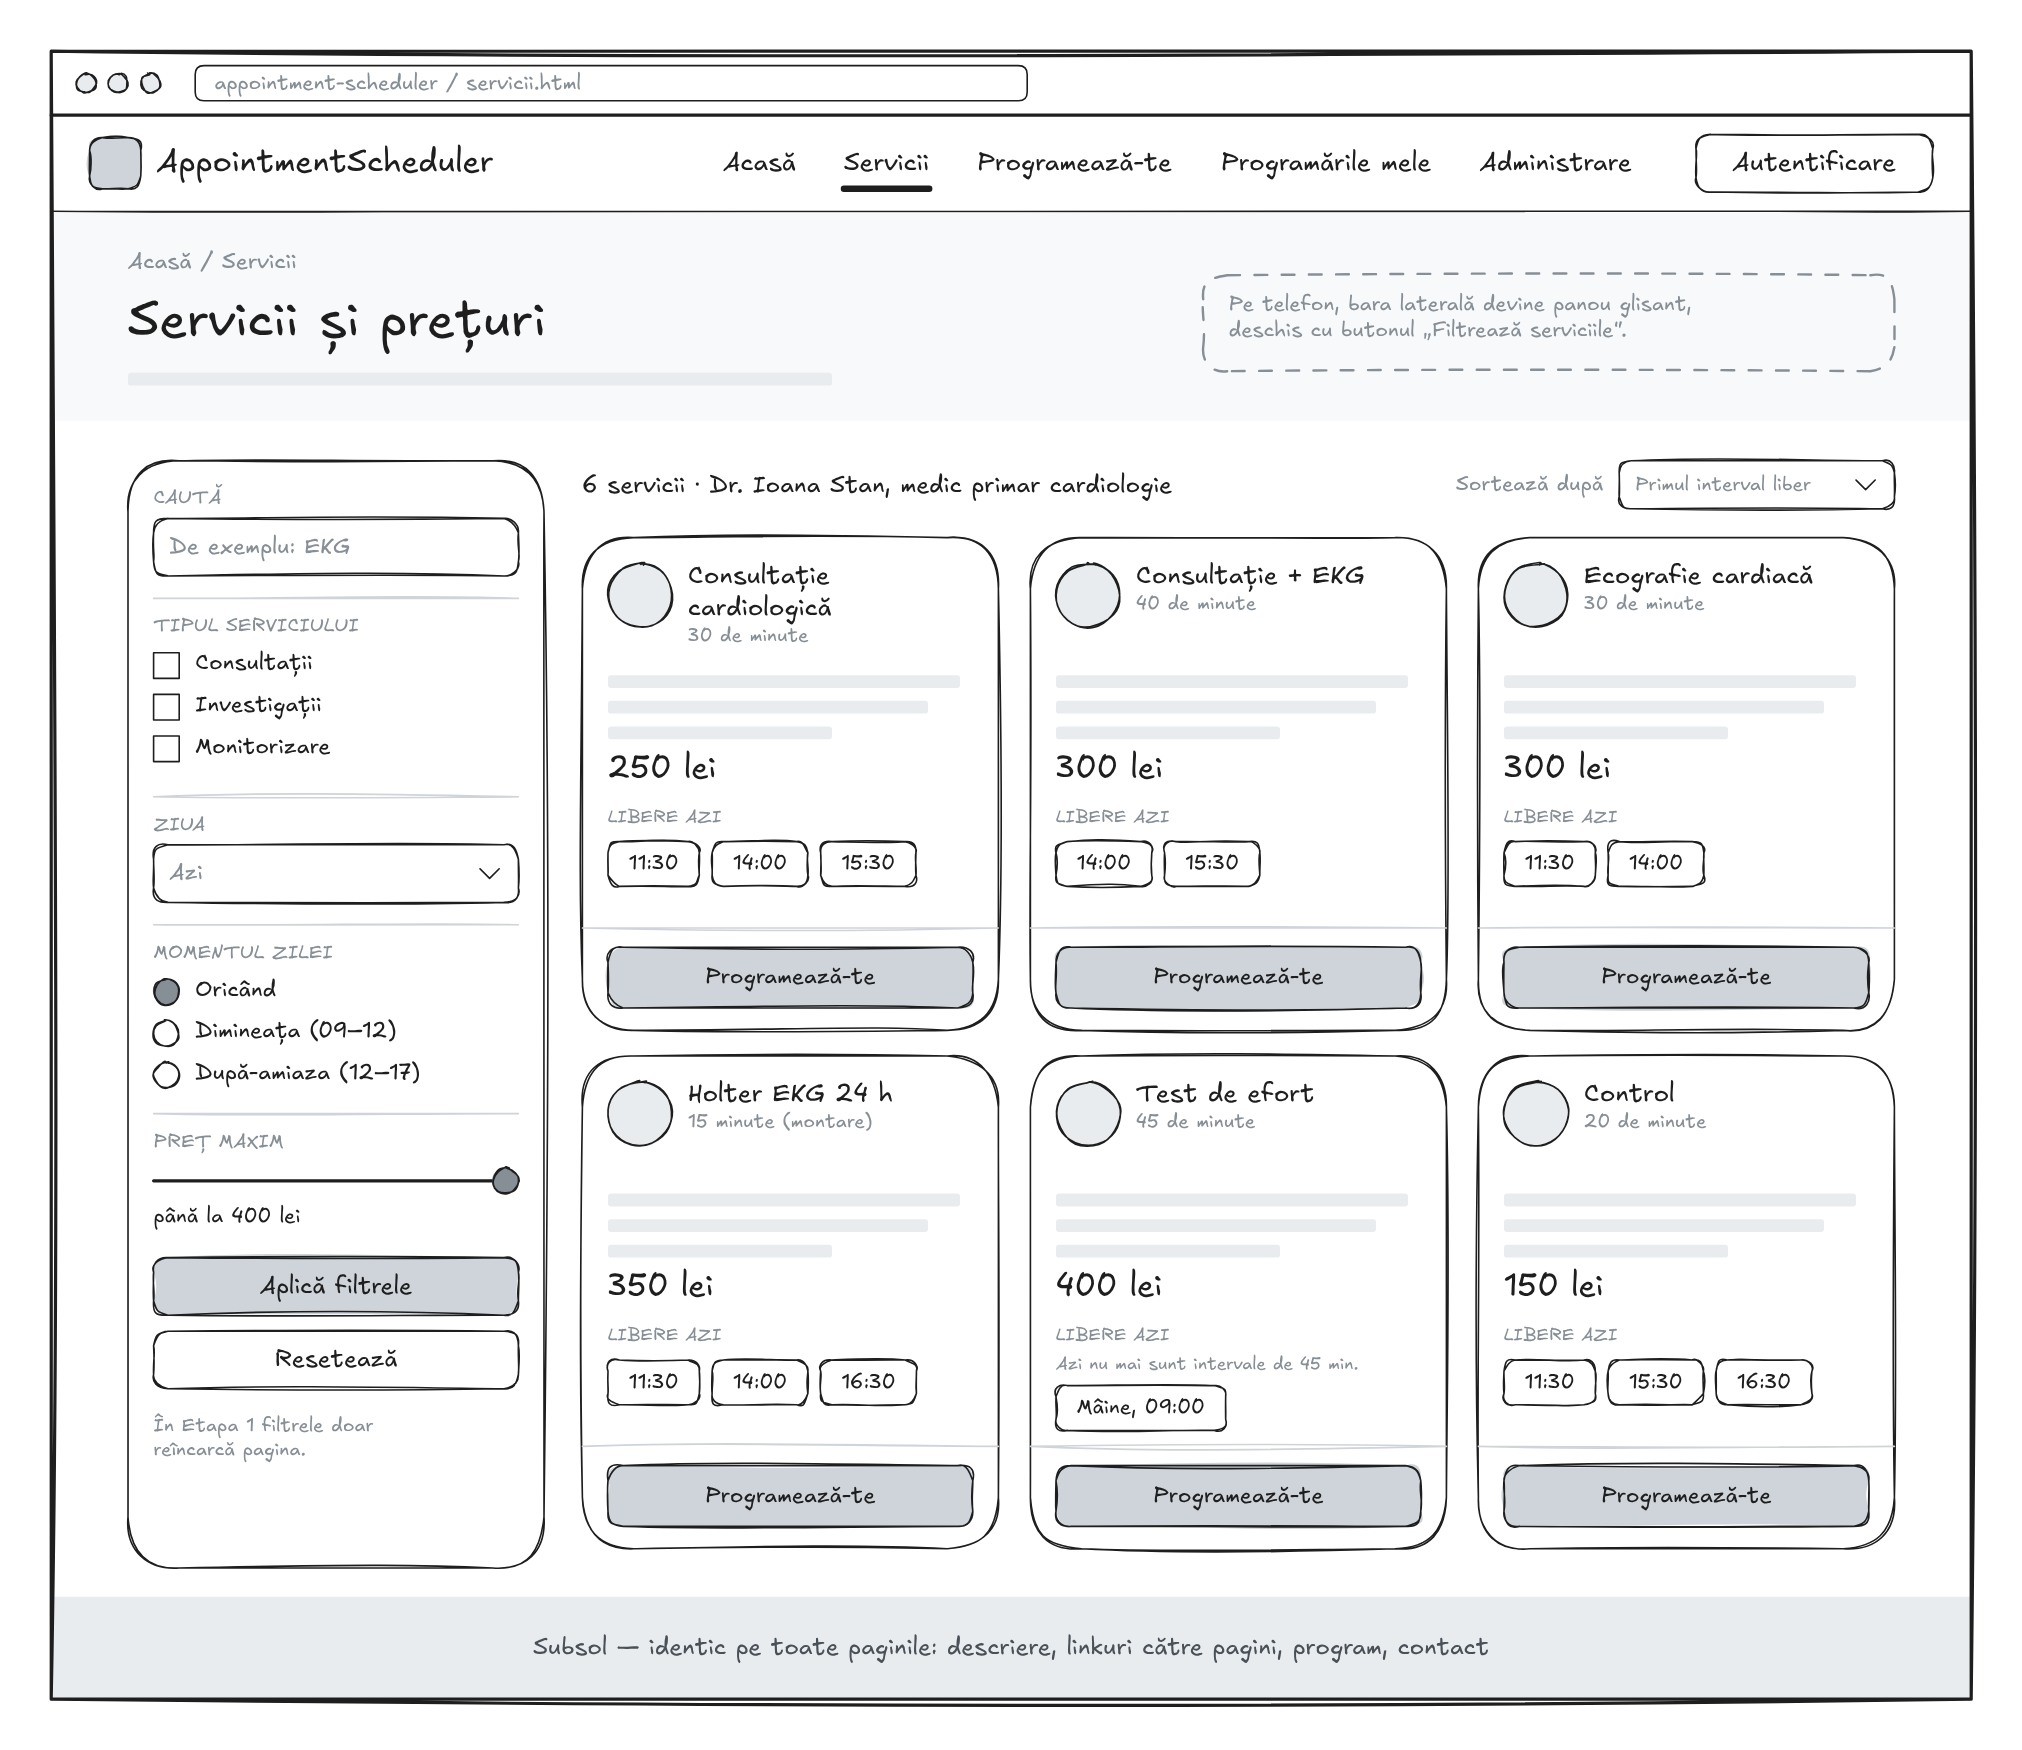 appointment-scheduler / servicii.html
AppointmentScheduler
Acasă
Servicii
Programează-te
Programările mele
Administrare
Autentificare
Acasă / Servicii
Servicii și prețuri
Pe telefon, bara laterală devine panou glisant,
deschis cu butonul „Filtrează serviciile”.
CAUTĂ
De exemplu: EKG
TIPUL SERVICIULUI
Consultații
Investigații
Monitorizare
ZIUA
Azi
MOMENTUL ZILEI
Oricând
Dimineața (09–12)
După-amiaza (12–17)
PREȚ MAXIM
până la 400 lei
Aplică filtrele
Resetează
În Etapa 1 filtrele doar
reîncarcă pagina.
6 servicii · Dr. Ioana Stan, medic primar cardiologie
Sortează după
Primul interval liber
Consultație
cardiologică
30 de minute
250 lei
LIBERE AZI
11:30
14:00
15:30
Programează-te
Consultație + EKG
40 de minute
300 lei
LIBERE AZI
14:00
15:30
Programează-te
Ecografie cardiacă
30 de minute
300 lei
LIBERE AZI
11:30
14:00
Programează-te
Holter EKG 24 h
15 minute (montare)
350 lei
LIBERE AZI
11:30
14:00
16:30
Programează-te
Test de efort
45 de minute
400 lei
LIBERE AZI
Azi nu mai sunt intervale de 45 min.
Mâine, 09:00
Programează-te
Control
20 de minute
150 lei
LIBERE AZI
11:30
15:30
16:30
Programează-te
Subsol — identic pe toate paginile: descriere, linkuri către pagini, program, contact